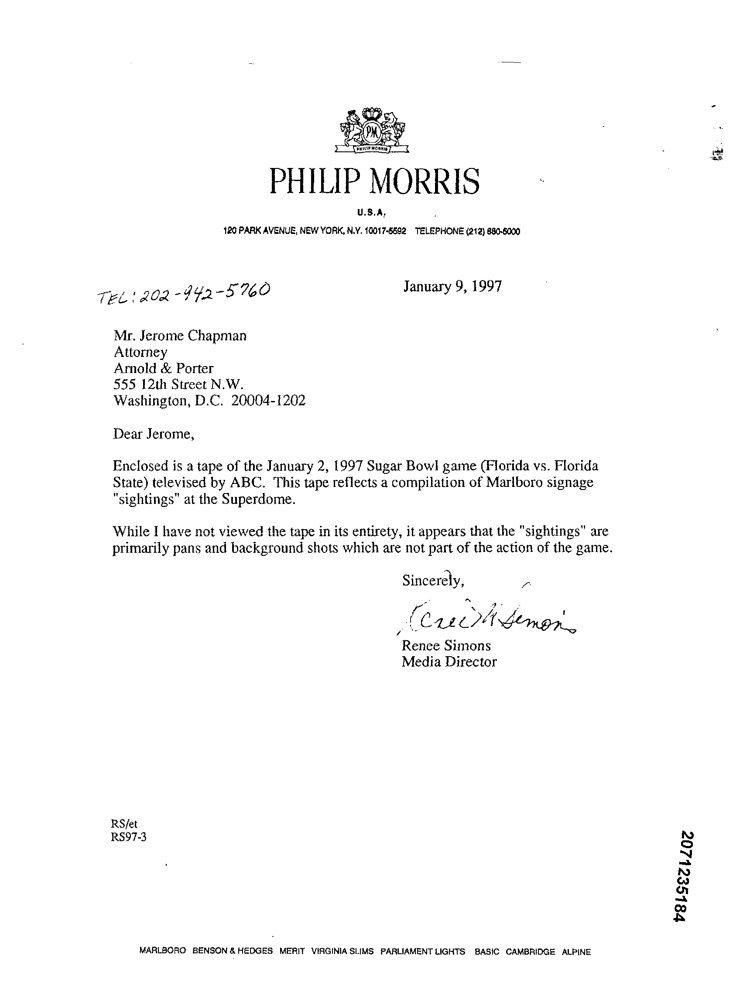 PM
PHILIP MORRIS
PHILIP MORRIS
U.S.A.
120 PARK AVENUE, NEW YORK, N.Y. 10017-5592 TELEPHONE (212) 880-5000
TEL: 202-942-5760
January 9, 1997
Mr. Jerome Chapman
Attorney
Arnold & Porter
555 12th Street N.W.
Washington, D.C. 20004-1202
Dear Jerome,
Enclosed is a tape of the January 2, 1997 Sugar Bowl game (Florida vs. Florida
State) televised by ABC. This tape reflects a compilation of Marlboro signage
"sightings" at the Superdome.
While I have not viewed the tape in its entirety, it appears that the "sightings" are
primarily pans and background shots which are not part of the action of the game.
Sincerely,
Renee Simons
Media Director
RS/et
RS97-3
2071235184
MARLBORO BENSON & HEDGES MERIT VIRGINIA SLIMS PARLIAMENT LIGHTS BASIC CAMBRIDGE ALPINE